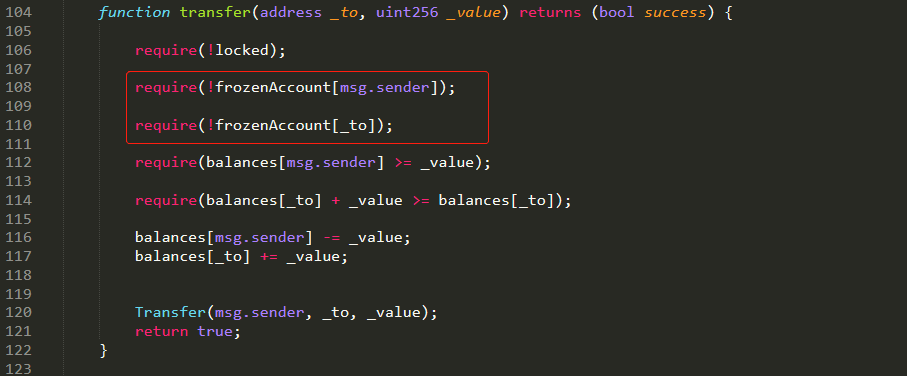 104 function transfer(address _to, uint256 _value) returns (bool success) {
105
106 require(!locked);
107
108 require(!frozenAccount[msg.sender]);
109
110 require(!frozenAccount[_to]);
111
112 require(balances[msg.sender] >= _value);
113
114 require(balances[_to] + _value >= balances[_to]);
115
116 balances[msg.sender] -= _value;
117 balances[_to] += _value;
118
119
120 Transfer(msg.sender, _to, _value);
121 return true;
122 }
123